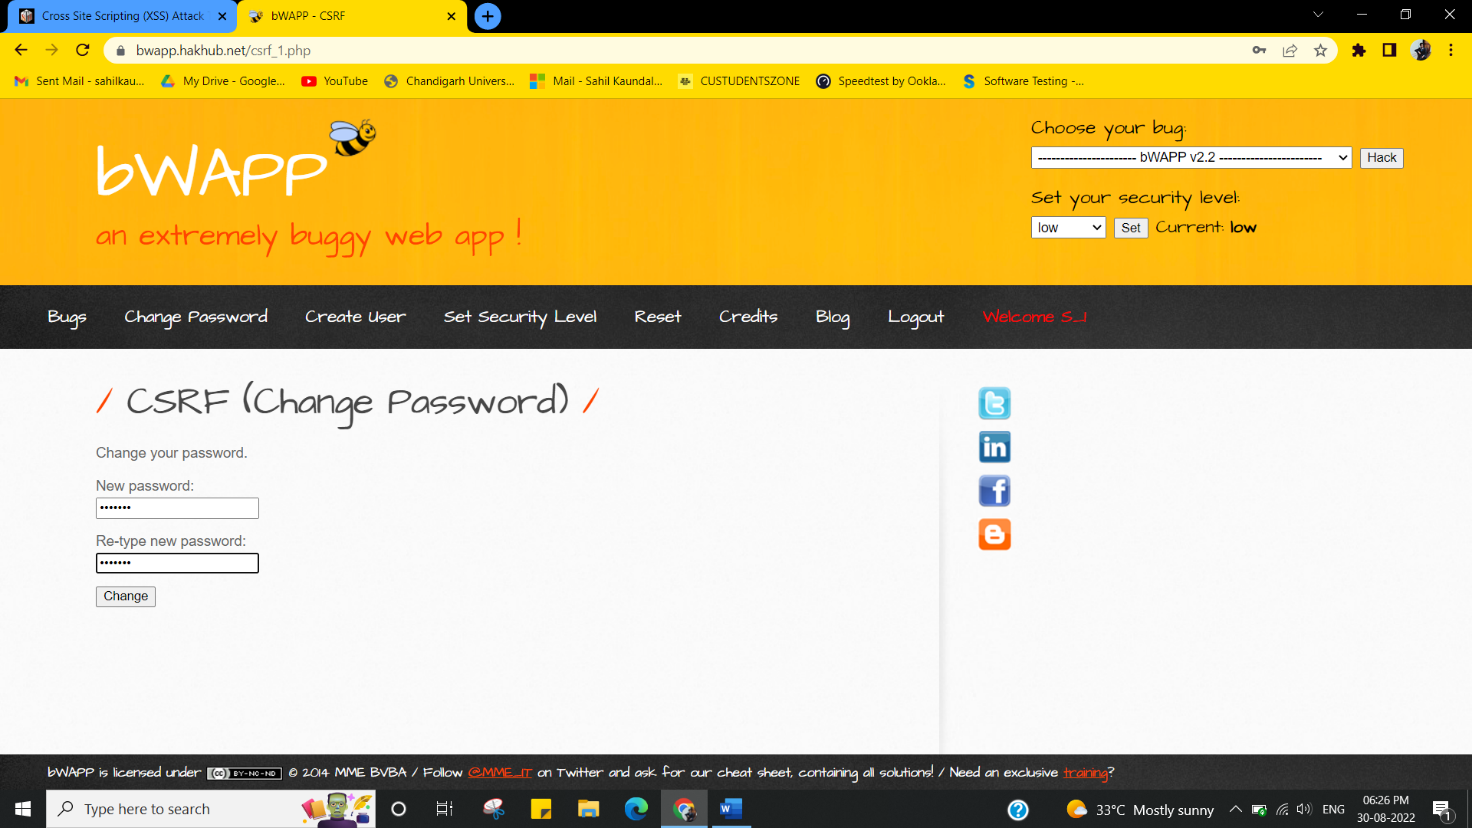 Cross Site Scripting (XSS) Attack
bWAPP - CSRF
bwapp.hakhub.net/csrf_1.php
Sent Mail - sahilkau...
My Drive - Google...
YouTube
Chandigarh Univers...
Mail - Sahil Kaundal...
CUSTUDENTSZONE
Speedtest by Ookla...
Software Testing -...
bWAPP
an extremely buggy web app !
Choose your bug:
---------------------- bWAPP v2.2 ----------------------- Hack
Set your security level:
low Set Current: low
Bugs Change Password Create User Set Security Level Reset Credits Blog Logout Welcome S_J
/ CSRF (Change Password) /
Change your password.
New password:
•••••••
Re-type new password:
•••••••
Change
bWAPP is licensed under (cc) BY-NC-ND © 2014 MME BVBA / Follow @MME_IT on Twitter and ask for our cheat sheet, containing all solutions! / Need an exclusive training?
Type here to search
33°C Mostly sunny
ENG
06:26 PM
30-08-2022
1